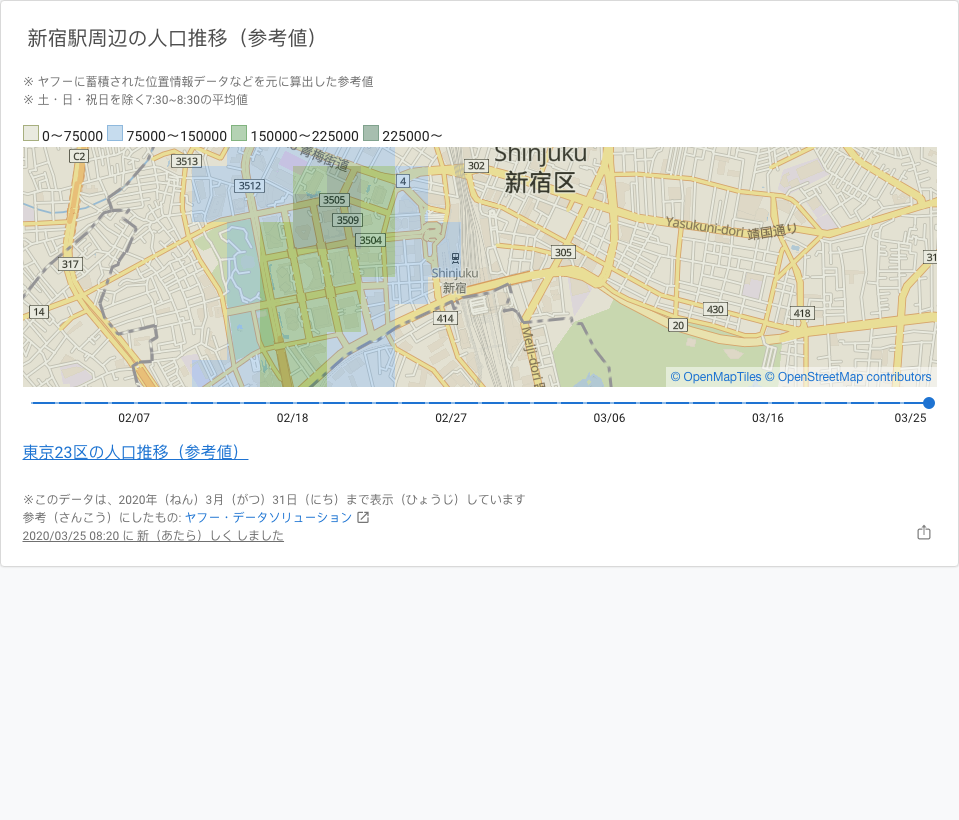 新宿駅周辺の人口推移（参考値）
※ ヤフーに蓄積された位置情報データなどを元に算出した参考値
※ 土・日・祝日を除く7:30~8:30の平均値
0〜75000 75000〜150000 150000〜225000 225000〜
C2
3513
青梅街道
302
Shinjuku
新宿区
3512
4
3505
3509
3504
Yasukuni-dori 靖国通り
317
Shinjuku
新宿
305
31
14
414
430
418
20
Meiji-dori
© OpenMapTiles © OpenStreetMap contributors
02/07 02/18 02/27 03/06 03/16 03/25
東京23区の人口推移（参考値）
※このデータは、2020年（ねん）3月（がつ）31日（にち）まで表示（ひょうじ）しています
参考（さんこう）にしたもの: ヤフー・データソリューション
2020/03/25 08:20 に 新（あたら）しく しました